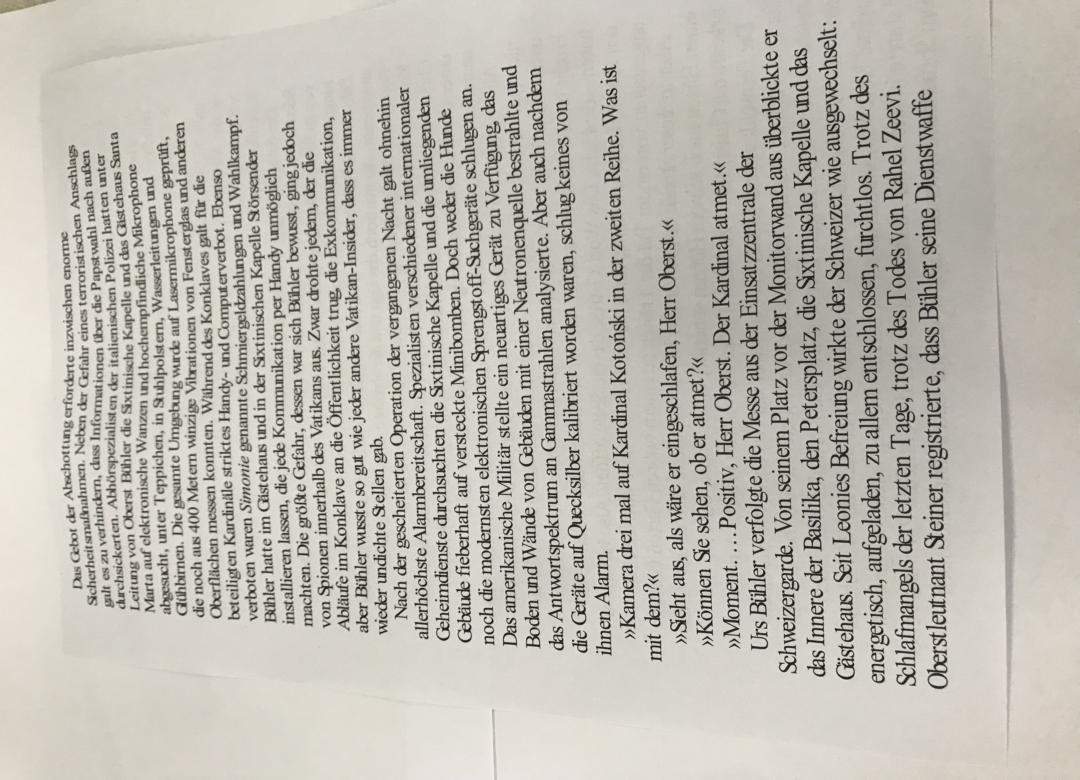 Das Gebot der Abschottung erforderte inzwischen enorme
Sicherheitsmaßnahmen. Neben der Gefahr eines terroristischen Anschlags
galt es zu verhindern, dass Informationen über die Papstwahl nach außen
durchsickerten. Abhörspezialisten der italienischen Polizei hatten unter
Leitung von Oberst Bühler die Sixtinische Kapelle und das Gästehaus Santa
Marta auf elektronische Wanzen und hochempfindliche Mikrophone
abgesucht, unter Teppichen, in Stuhlpolstern, Wasserleitungen und
Glühbirnen. Die gesamte Umgebung wurde auf Lasermikrophone geprüft,
die noch aus 400 Metern winzige Vibrationen von Fensterglas und anderen
Oberflächen messen konnten. Während des Konklaves galt für die
beteiligten Kardinäle striktes Handy- und Computerverbot. Ebenso
verboten waren Simonie genannte Schmiergeldzahlungen und Wahlkampf.
Bühler hatte im Gästehaus und in der Sixtinischen Kapelle Störsender
installieren lassen, die jede Kommunikation per Handy unmöglich
machten. Die größte Gefahr, dessen war sich Bühler bewusst, ging jedoch
von Spionen innerhalb des Vatikans aus. Zwar drohte jedem, der die
Abläufe im Konklave an die Öffentlichkeit trug, die Exkommunikation,
aber Bühler wusste so gut wie jeder andere Vatikan-Insider, dass es immer
wieder undichte Stellen gab.
Nach der gescheiterten Operation der vergangenen Nacht galt ohnehin
allerhöchste Alarmbereitschaft. Spezialisten verschiedener internationaler
Geheimdienste durchsuchten die Sixtinische Kapelle und die umliegenden
Gebäude fieberhaft auf versteckte Minibomben. Doch weder die Hunde
noch die modernsten elektronischen Sprengstoff-Suchgeräte schlugen an.
Das amerikanische Militär stellte ein neuartiges Gerät zu Verfügung, das
Boden und Wände von Gebäuden mit einer Neutronenquelle bestrahlte und
das Antwortspektrum an Gammastrahlen analysierte. Aber auch nachdem
die Geräte auf Quecksilber kalibriert worden waren, schlug keines von
ihnen Alarm.
»Kamera drei mal auf Kardinal Kotoński in der zweiten Reihe. Was ist
mit dem?«
»Sieht aus, als wäre er eingeschlafen, Herr Oberst.«
»Können Sie sehen, ob er atmet?«
»Moment. …Positiv, Herr Oberst. Der Kardinal atmet.«
Urs Bühler verfolgte die Messe aus der Einsatzzentrale der
Schweizergarde. Von seinem Platz vor der Monitorwand aus überblickte er
das Innere der Basilika, den Petersplatz, die Sixtinische Kapelle und das
Gästehaus. Seit Leonies Befreiung wirkte der Schweizer wie ausgewechselt:
energetisch, aufgeladen, zu allem entschlossen, furchtlos. Trotz des
Schlafmangels der letzten Tage, trotz des Todes von Rahel Zeevi.
Oberstleutnant Steiner registrierte, dass Bühler seine Dienstwaffe